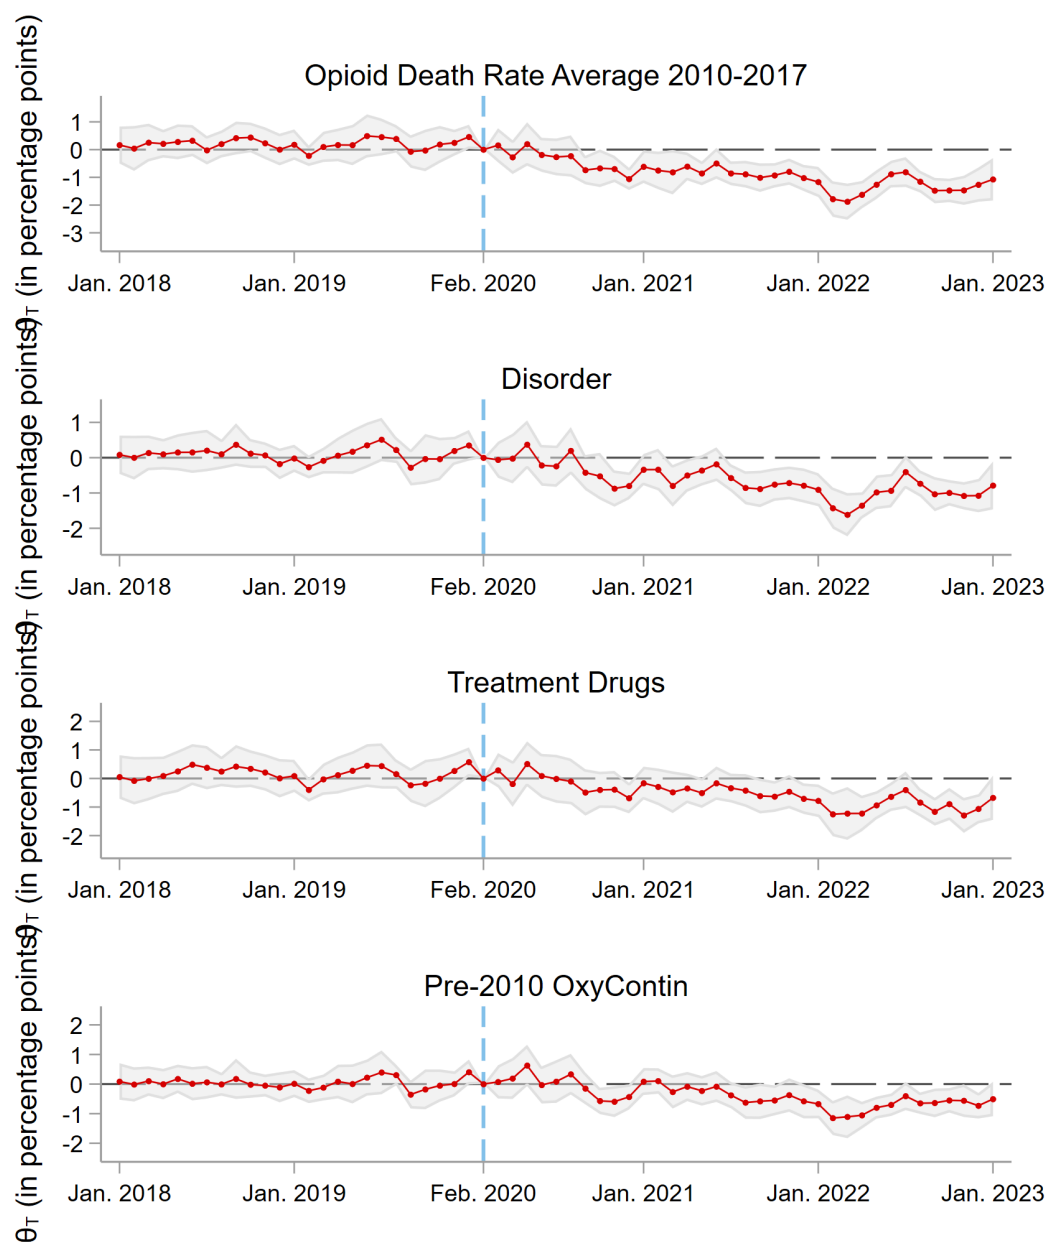 Opioid Death Rate Average 2010-2017
θT (in percentage points)
1
0
-1
-2
-3
Jan. 2018 Jan. 2019 Feb. 2020 Jan. 2021 Jan. 2022 Jan. 2023
Disorder
θT (in percentage points)
1
0
-1
-2
Jan. 2018 Jan. 2019 Feb. 2020 Jan. 2021 Jan. 2022 Jan. 2023
Treatment Drugs
θT (in percentage points)
2
1
0
-1
-2
Jan. 2018 Jan. 2019 Feb. 2020 Jan. 2021 Jan. 2022 Jan. 2023
Pre-2010 OxyContin
θT (in percentage points)
2
1
0
-1
-2
Jan. 2018 Jan. 2019 Feb. 2020 Jan. 2021 Jan. 2022 Jan. 2023